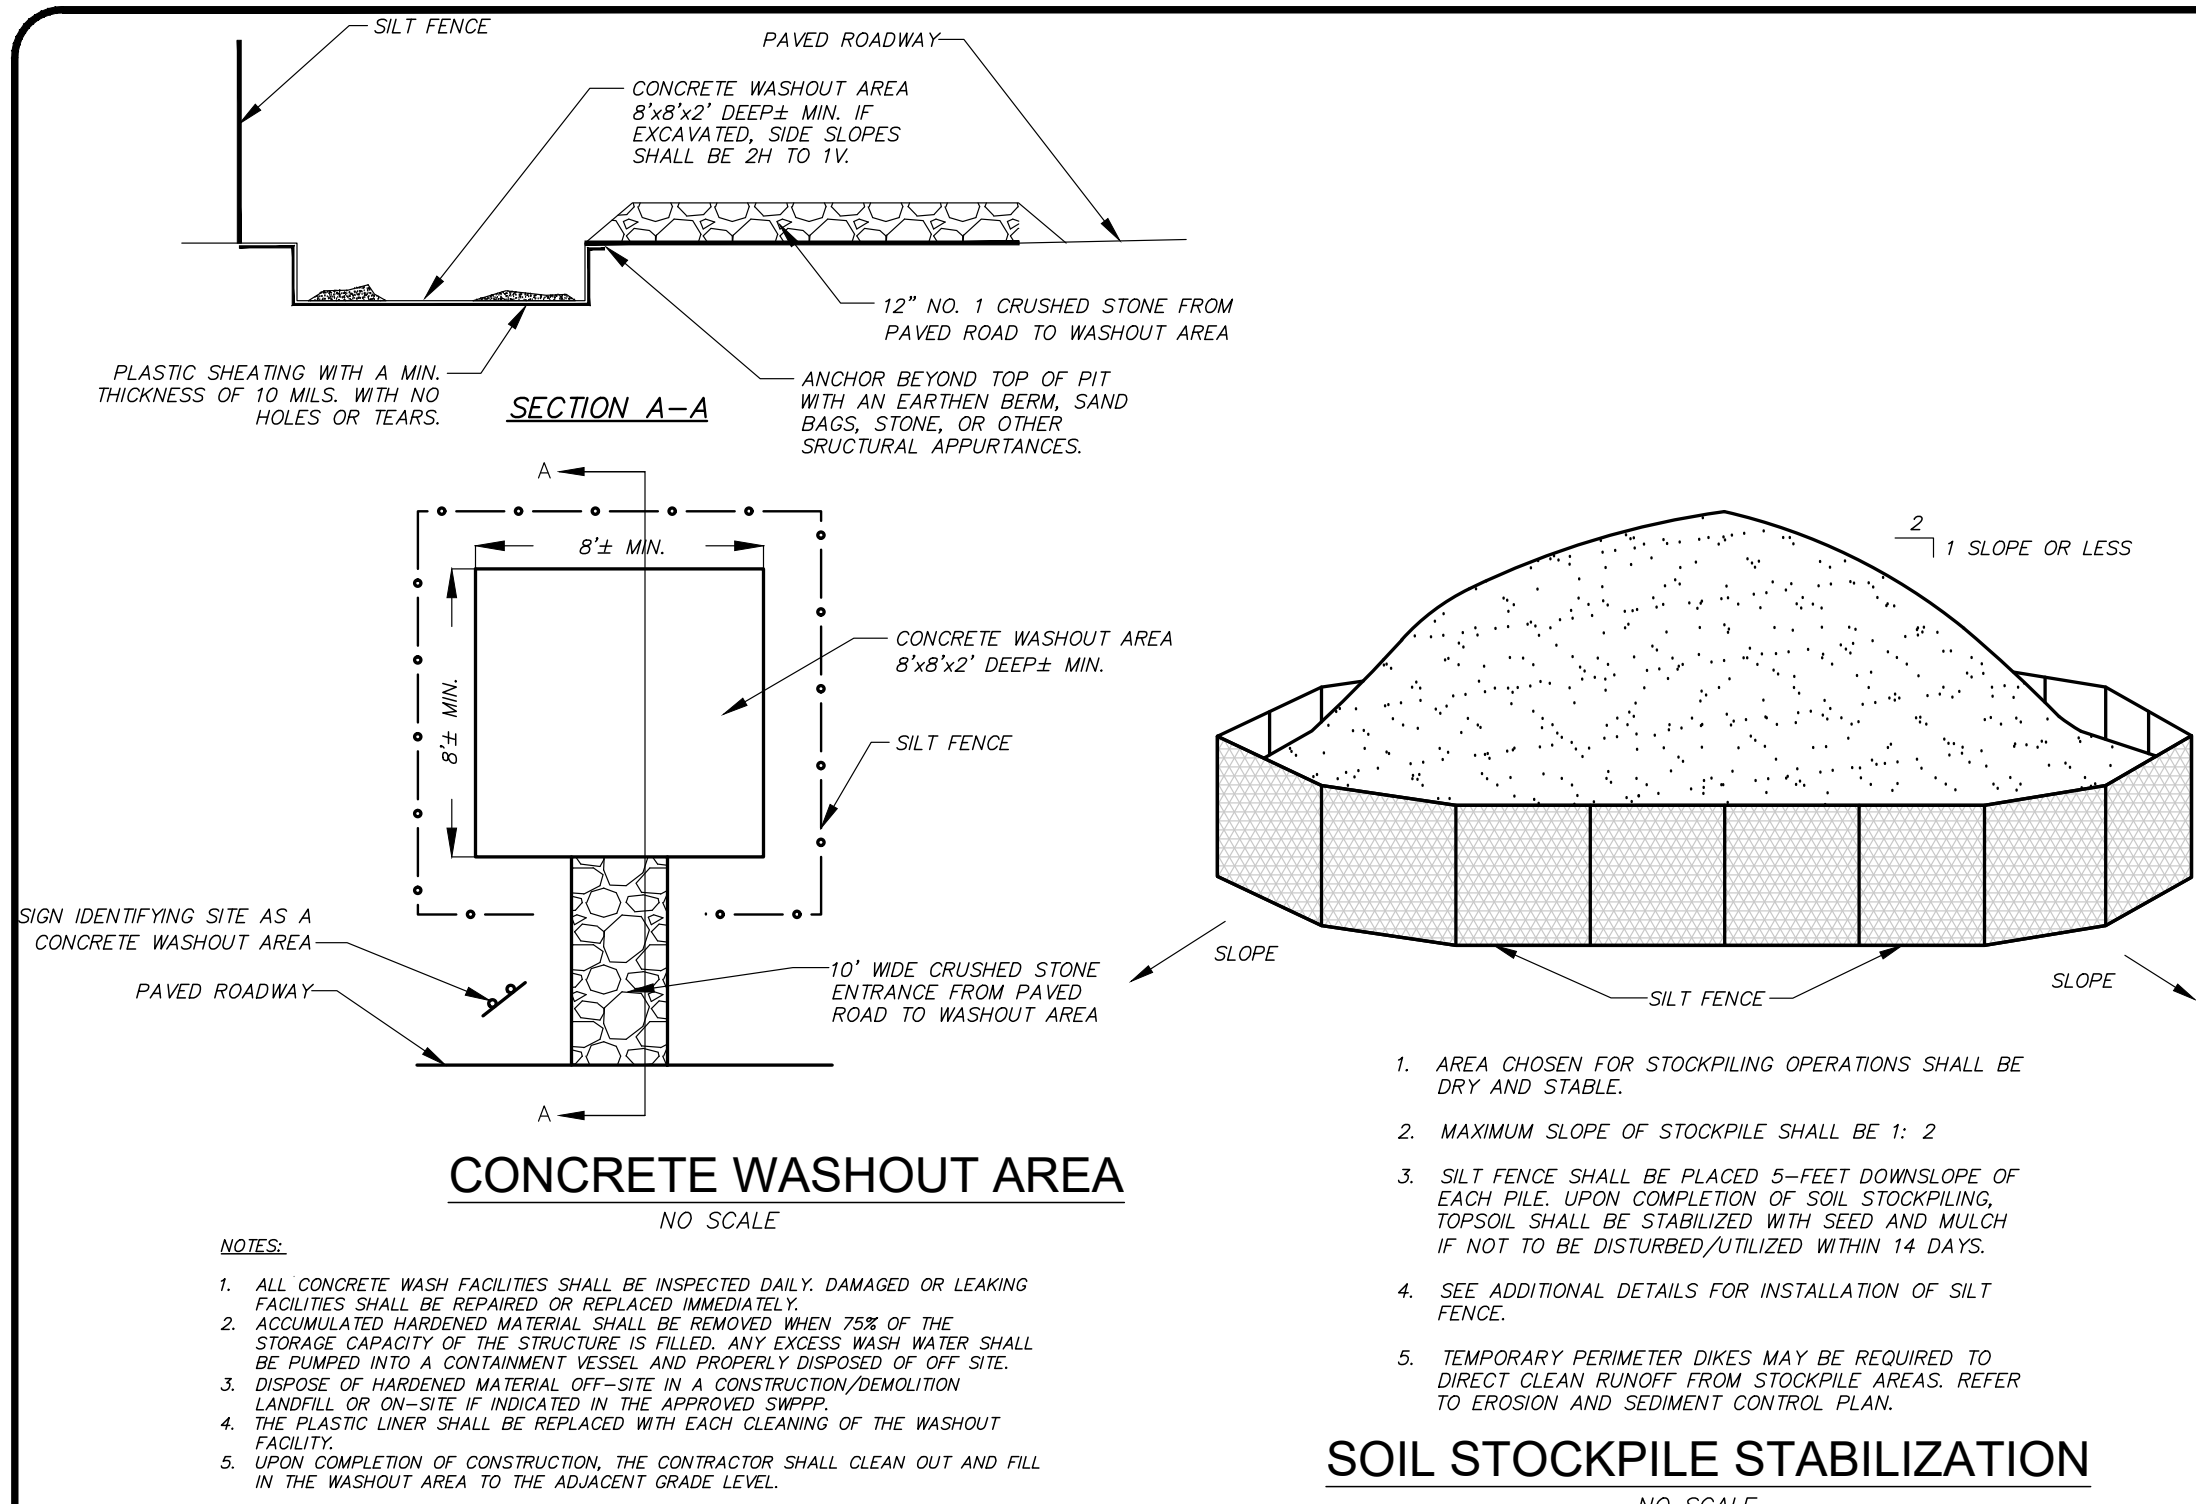 SILT FENCE
PAVED ROADWAY
CONCRETE WASHOUT AREA
8'x8'x2' DEEP± MIN. IF
EXCAVATED, SIDE SLOPES
SHALL BE 2H TO 1V.
12" NO. 1 CRUSHED STONE FROM
PAVED ROAD TO WASHOUT AREA
PLASTIC SHEATING WITH A MIN.
THICKNESS OF 10 MILS. WITH NO
HOLES OR TEARS.
ANCHOR BEYOND TOP OF PIT
WITH AN EARTHEN BERM, SAND
BAGS, STONE, OR OTHER
SRUCTURAL APPURTANCES.
SECTION A-A
A
8'± MIN.
8'± MIN.
CONCRETE WASHOUT AREA
8'x8'x2' DEEP± MIN.
SILT FENCE
SIGN IDENTIFYING SITE AS A
CONCRETE WASHOUT AREA
PAVED ROADWAY
10' WIDE CRUSHED STONE
ENTRANCE FROM PAVED
ROAD TO WASHOUT AREA
A
CONCRETE WASHOUT AREA
NO SCALE
NOTES:
1. ALL CONCRETE WASH FACILITIES SHALL BE INSPECTED DAILY. DAMAGED OR LEAKING
FACILITIES SHALL BE REPAIRED OR REPLACED IMMEDIATELY.
2. ACCUMULATED HARDENED MATERIAL SHALL BE REMOVED WHEN 75% OF THE
STORAGE CAPACITY OF THE STRUCTURE IS FILLED. ANY EXCESS WASH WATER SHALL
BE PUMPED INTO A CONTAINMENT VESSEL AND PROPERLY DISPOSED OF OFF SITE.
3. DISPOSE OF HARDENED MATERIAL OFF-SITE IN A CONSTRUCTION/DEMOLITION
LANDFILL OR ON-SITE IF INDICATED IN THE APPROVED SWPPP.
4. THE PLASTIC LINER SHALL BE REPLACED WITH EACH CLEANING OF THE WASHOUT
FACILITY.
5. UPON COMPLETION OF CONSTRUCTION, THE CONTRACTOR SHALL CLEAN OUT AND FILL
IN THE WASHOUT AREA TO THE ADJACENT GRADE LEVEL.
2
1 SLOPE OR LESS
SLOPE
SILT FENCE
SLOPE
1. AREA CHOSEN FOR STOCKPILING OPERATIONS SHALL BE
DRY AND STABLE.
2. MAXIMUM SLOPE OF STOCKPILE SHALL BE 1: 2
3. SILT FENCE SHALL BE PLACED 5-FEET DOWNSLOPE OF
EACH PILE. UPON COMPLETION OF SOIL STOCKPILING,
TOPSOIL SHALL BE STABILIZED WITH SEED AND MULCH
IF NOT TO BE DISTURBED/UTILIZED WITHIN 14 DAYS.
4. SEE ADDITIONAL DETAILS FOR INSTALLATION OF SILT
FENCE.
5. TEMPORARY PERIMETER DIKES MAY BE REQUIRED TO
DIRECT CLEAN RUNOFF FROM STOCKPILE AREAS. REFER
TO EROSION AND SEDIMENT CONTROL PLAN.
SOIL STOCKPILE STABILIZATION
NO SCALE